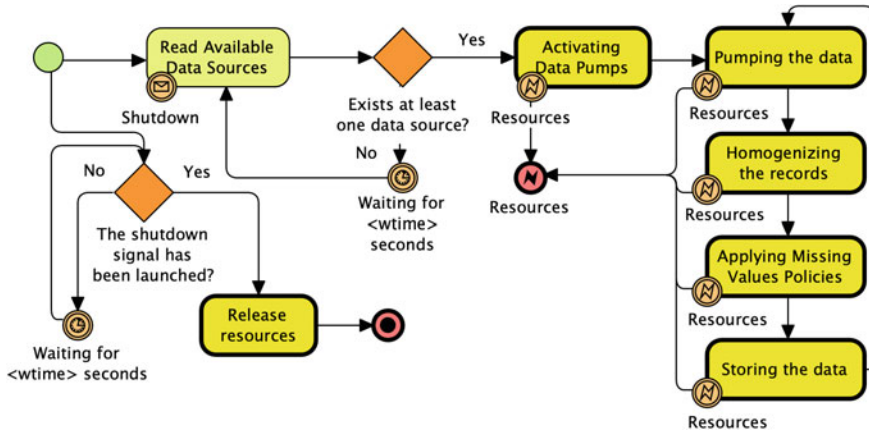 Read Available
Data Sources
Shutdown
Yes
Exists at least
one data source?
No
Waiting for
<wtime>
seconds
Activating
Data Pumps
Resources
Resources
Pumping the data
Resources
Homogenizing
the records
Resources
Applying Missing
Values Policies
Resources
Storing the data
Resources
No
Yes
The shutdown
signal has
been launched?
Waiting for
<wtime> seconds
Release
resources